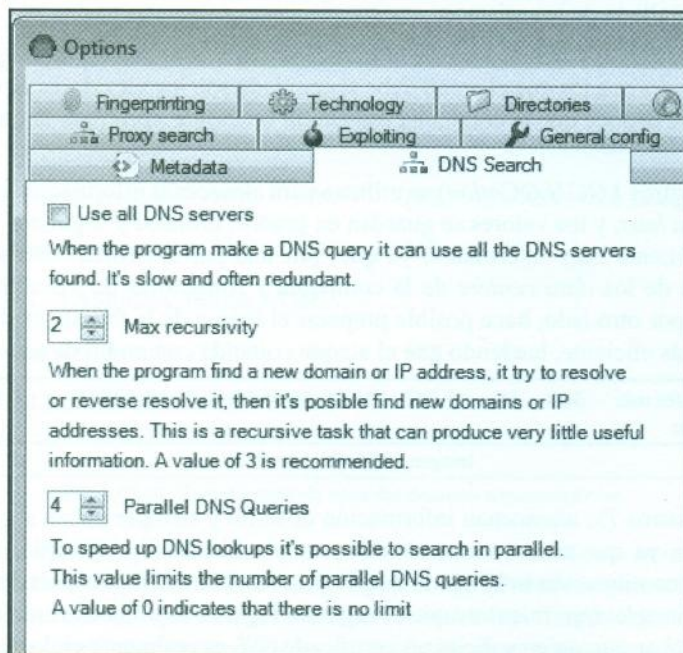 Options
Fingerprinting
Technology
Directories
Proxy search
Exploiting
General config
Metadata
DNS Search
Use all DNS servers
When the program make a DNS query it can use all the DNS servers
found. It's slow and often redundant.
2 Max recursivity
When the program find a new domain or IP address, it try to resolve
or reverse resolve it, then it's posible find new domains or IP
addresses. This is a recursive task that can produce very little useful
information. A value of 3 is recommended.
4 Parallel DNS Queries
To speed up DNS lookups it's possible to search in parallel.
This value limits the number of parallel DNS queries.
A value of 0 indicates that there is no limit